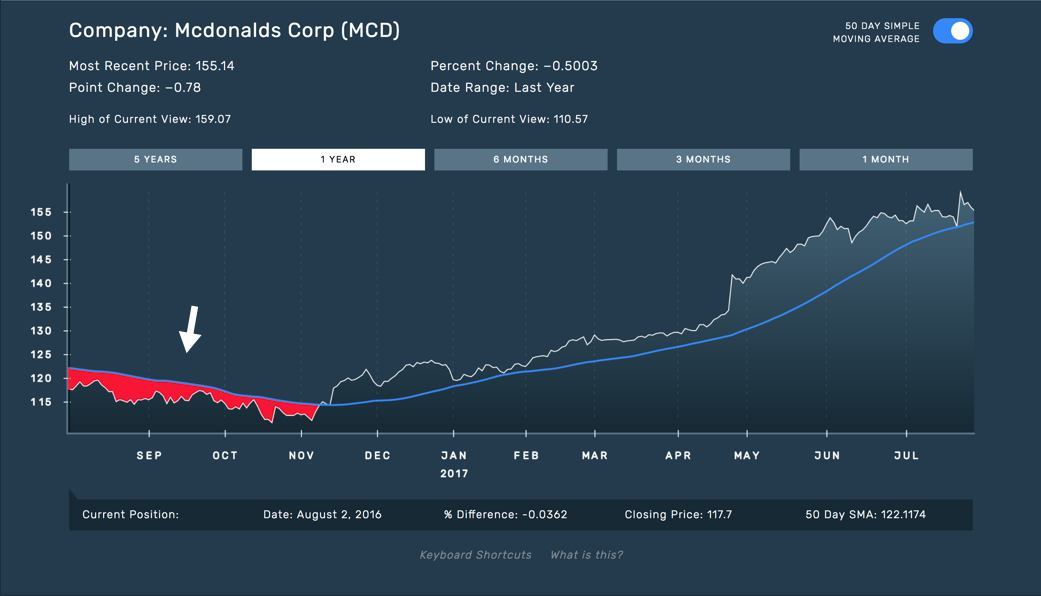 Company: Mcdonalds Corp (MCD)
50 DAY SIMPLE
MOVING AVERAGE
Most Recent Price: 155.14
Percent Change: −0.5003
Point Change: −0.78
Date Range: Last Year
High of Current View: 159.07
Low of Current View: 110.57
5 YEARS
1 YEAR
6 MONTHS
3 MONTHS
1 MONTH
155
150
145
140
135
130
125
120
115
SEP
OCT
NOV
DEC
JAN
2017
FEB
MAR
APR
MAY
JUN
JUL
Current Position:
Date: August 2, 2016
% Difference: -0.0362
Closing Price: 117.7
50 Day SMA: 122.1174
Keyboard Shortcuts
What is this?